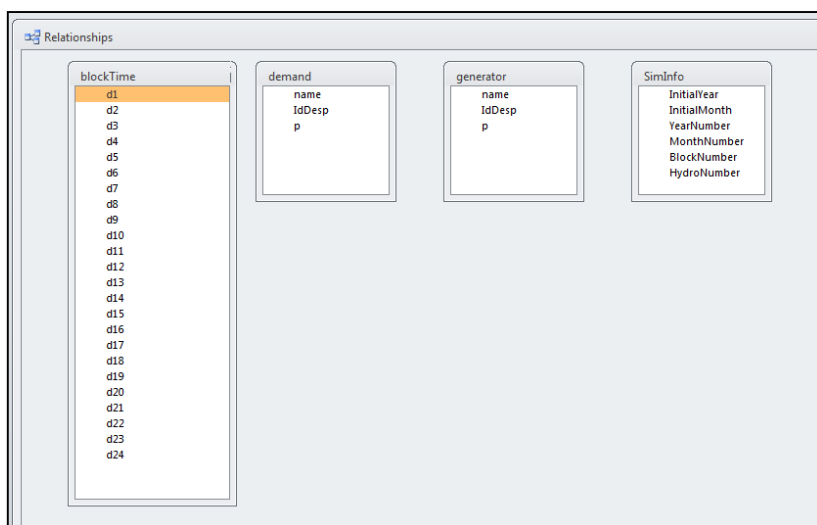 Relationships
blockTime
d1
d2
d3
d4
d5
d6
d7
d8
d9
d10
d11
d12
d13
d14
d15
d16
d17
d18
d19
d20
d21
d22
d23
d24
demand
name
IdDesp
p
generator
name
IdDesp
p
SimInfo
InitialYear
InitialMonth
YearNumber
MonthNumber
BlockNumber
HydroNumber